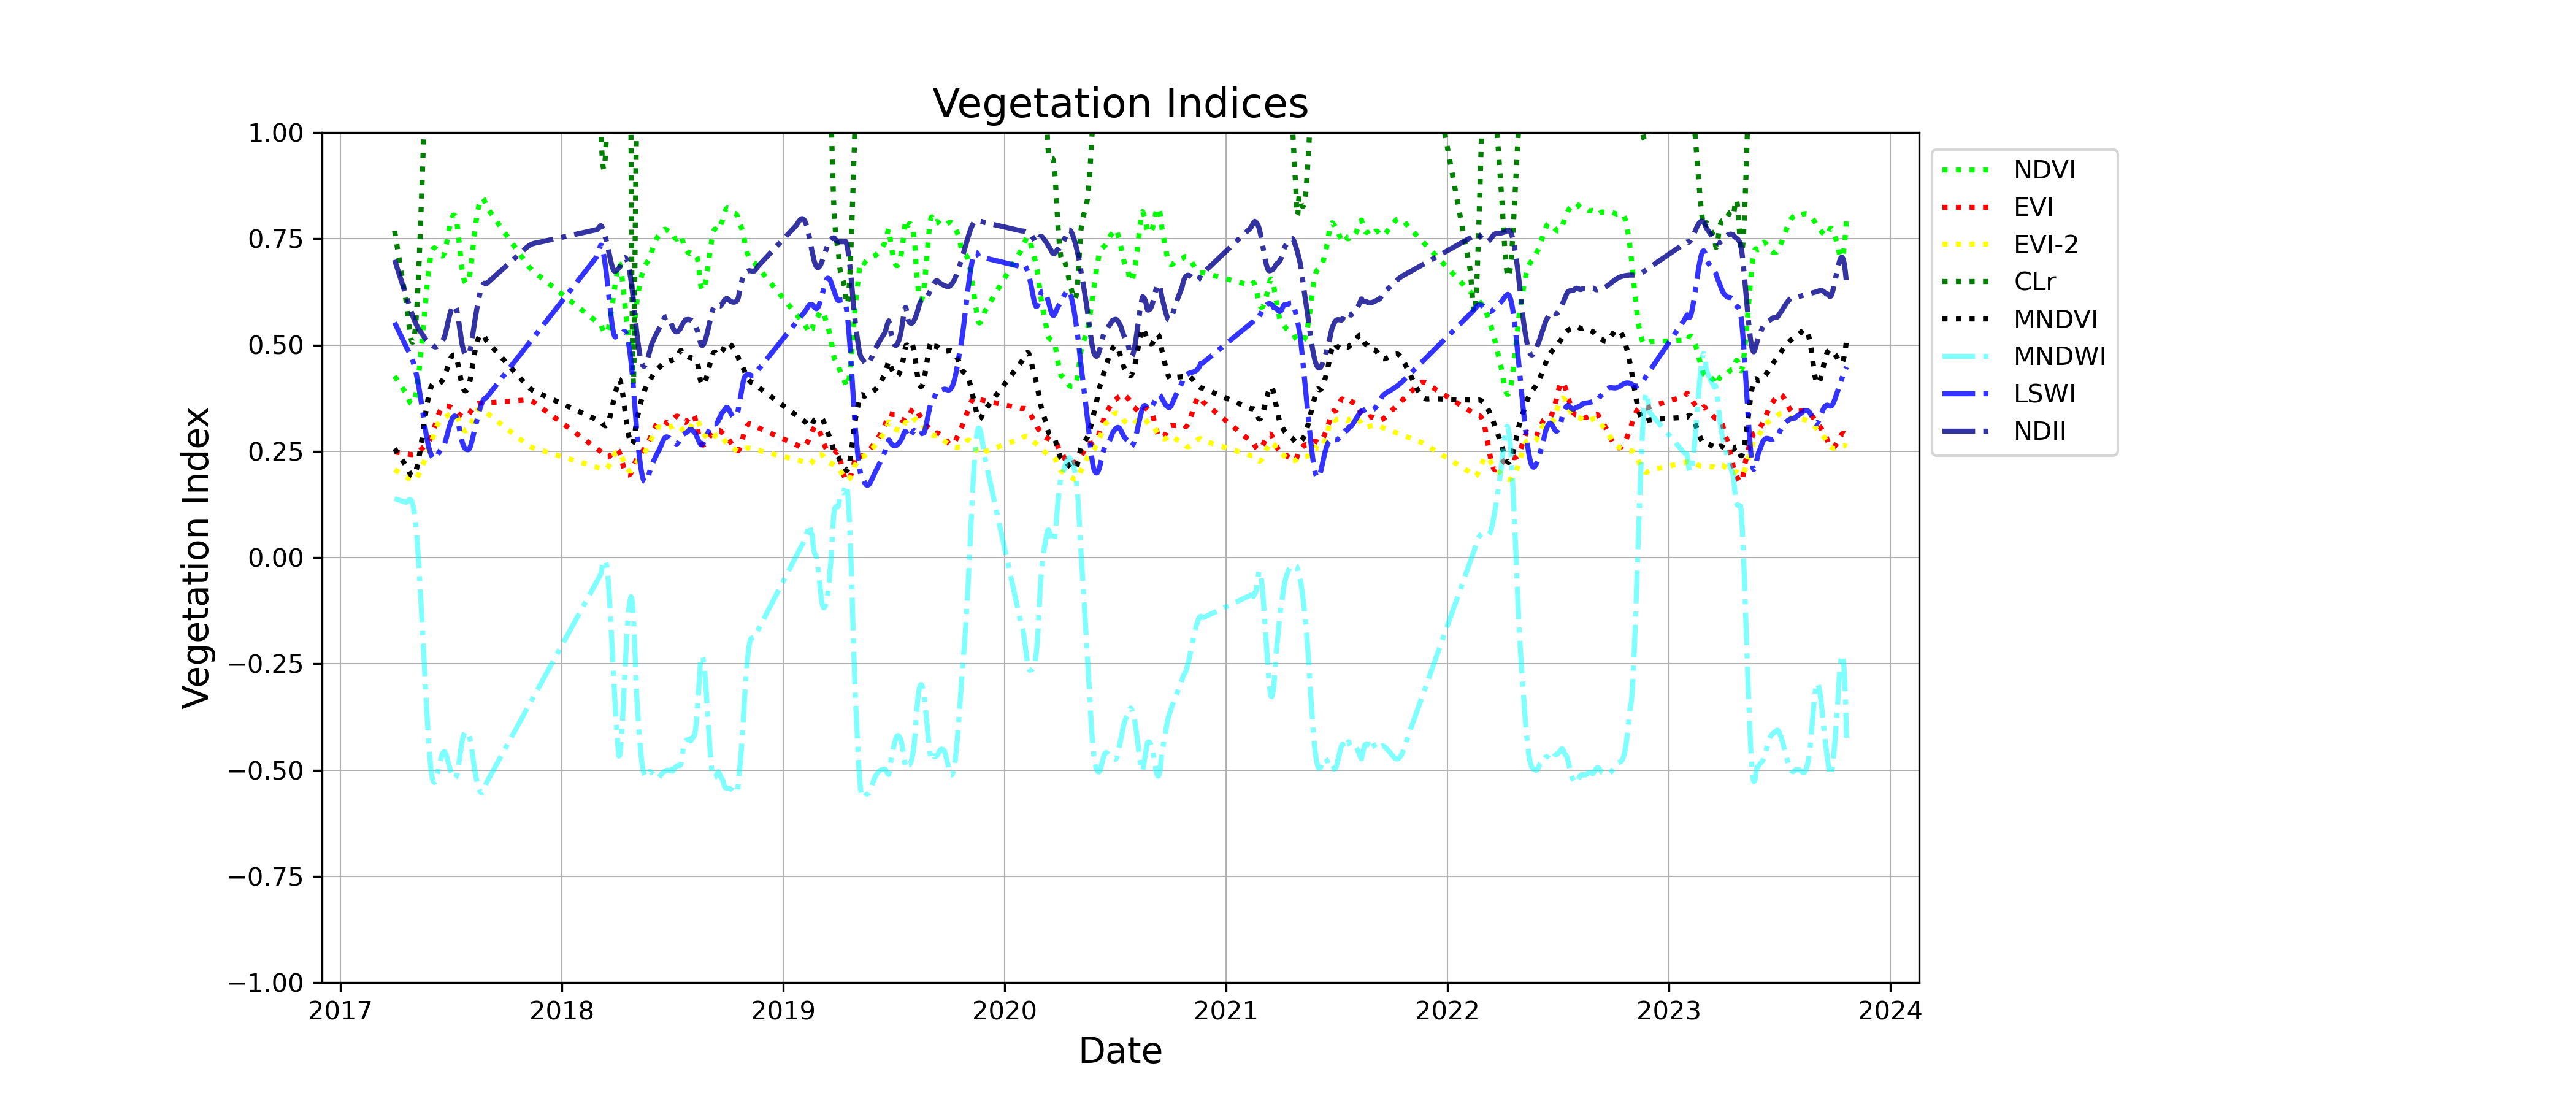 Vegetation Indices
1.00
0.75
0.50
0.25
0.00
−0.25
−0.50
−0.75
−1.00
Vegetation Index
2017 2018 2019 2020 2021 2022 2023 2024
Date
NDVI
EVI
EVI-2
CLr
MNDVI
MNDWI
LSWI
NDII